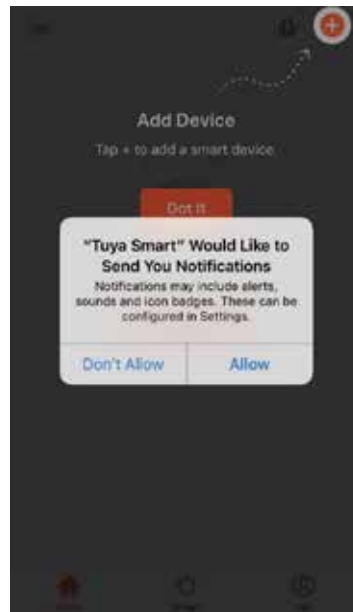 Add Device
Tap + to add a smart device
Got It
"Tuya Smart" Would Like to
Send You Notifications
Notifications may include alerts,
sounds and icon badges. These can be
configured in Settings.
Don't Allow
Allow